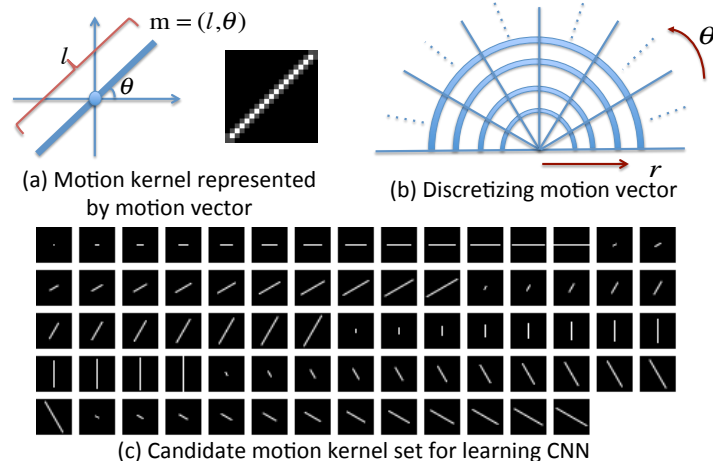 m = (l,θ)
l
θ
(a) Motion kernel represented
by motion vector
θ
r
(b) Discretizing motion vector
(c) Candidate motion kernel set for learning CNN